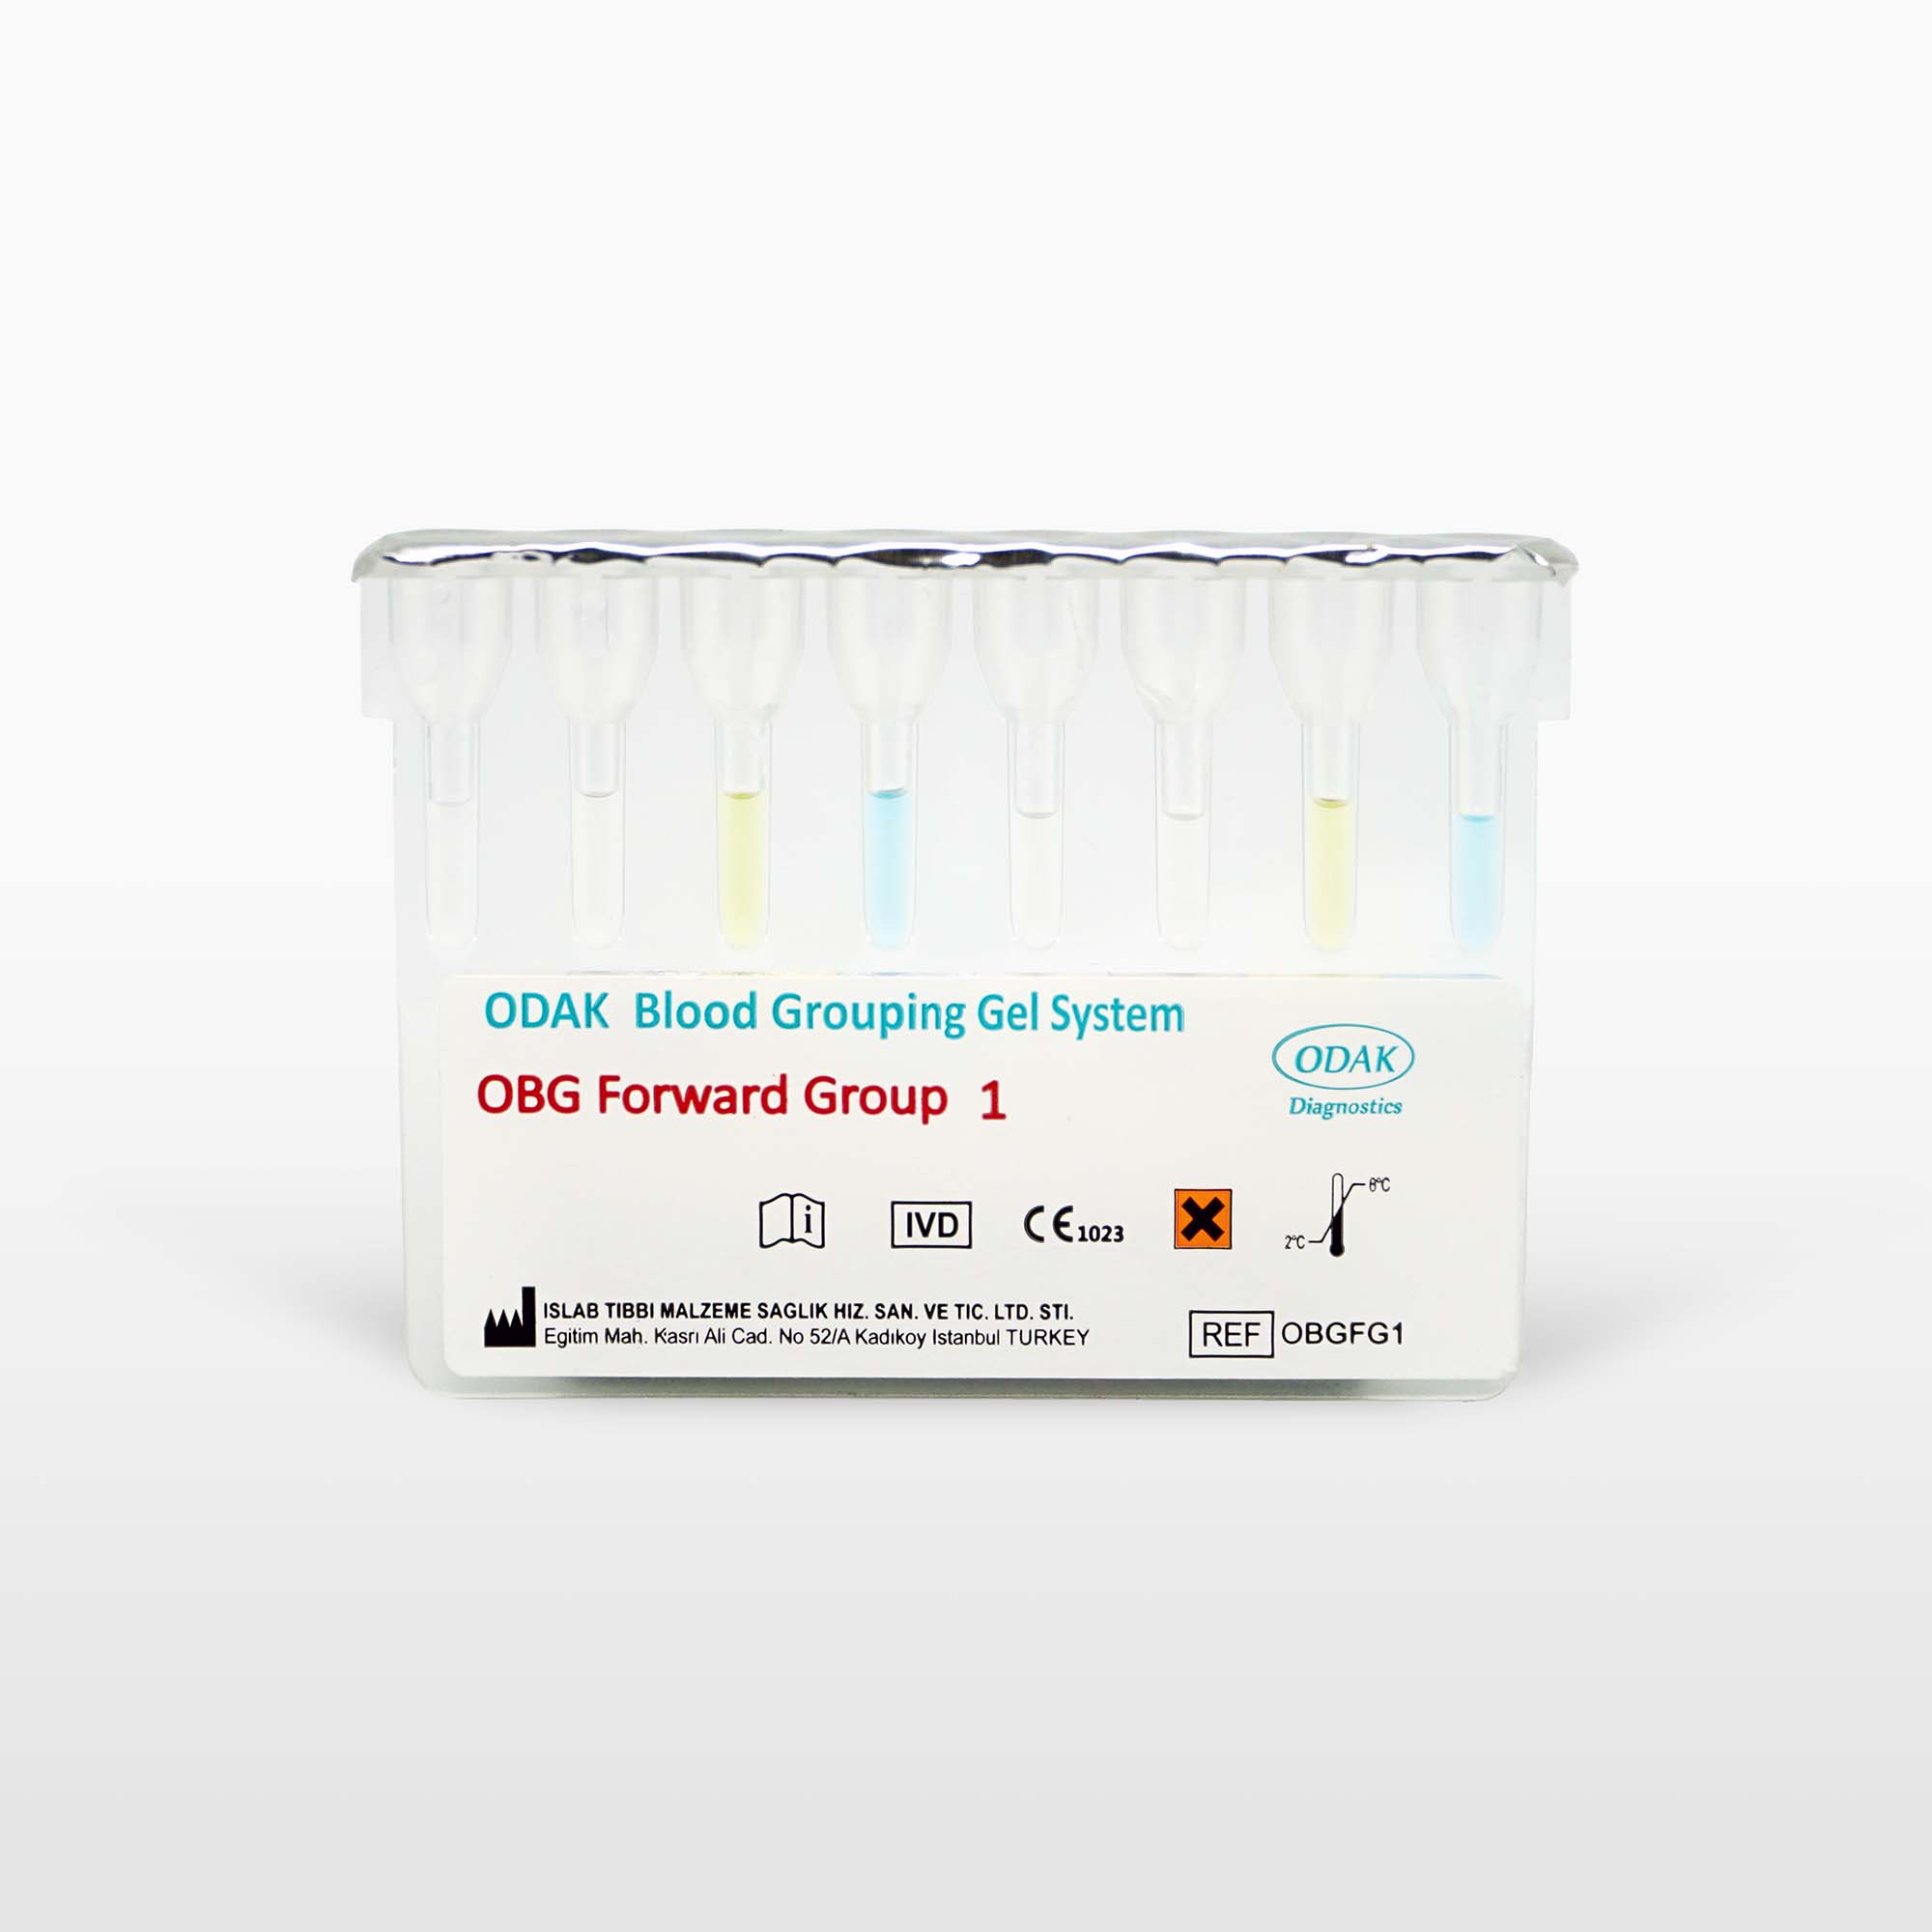 ODAK Blood Grouping Gel System
OBG Forward Group 1
ODAK
Diagnostics
i
IVD
CE 1023
6°C
2°C
ISLAB TIBBI MALZEME SAGLIK HIZ. SAN. VE TIC. LTD. STI.
Egitim Mah. Kasrı Ali Cad. No 52/A Kadıkoy Istanbul TURKEY
REF OBGFG1